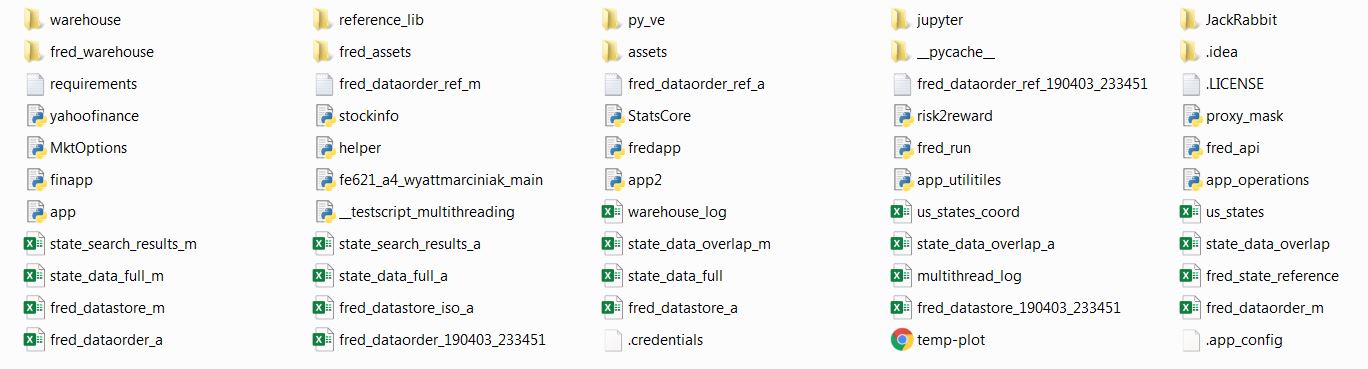 warehouse reference_lib py_ve jupyter JackRabbit
fred_warehouse fred_assets assets __pycache__ .idea
requirements fred_dataorder_ref_m fred_dataorder_ref_a fred_dataorder_ref_190403_233451 .LICENSE
yahoofinance stockinfo StatsCore risk2reward proxy_mask
MktOptions helper fredapp fred_run fred_api
finapp fe621_a4_wyattmarciniak_main app2 app_utilitiles app_operations
app __testscript_multithreading warehouse_log us_states_coord us_states
state_search_results_m state_search_results_a state_data_overlap_m state_data_overlap_a state_data_overlap
state_data_full_m state_data_full_a state_data_full multithread_log fred_state_reference
fred_datastore_m fred_datastore_iso_a fred_datastore_a fred_datastore_190403_233451 fred_dataorder_m
fred_dataorder_a fred_dataorder_190403_233451 .credentials temp-plot .app_config